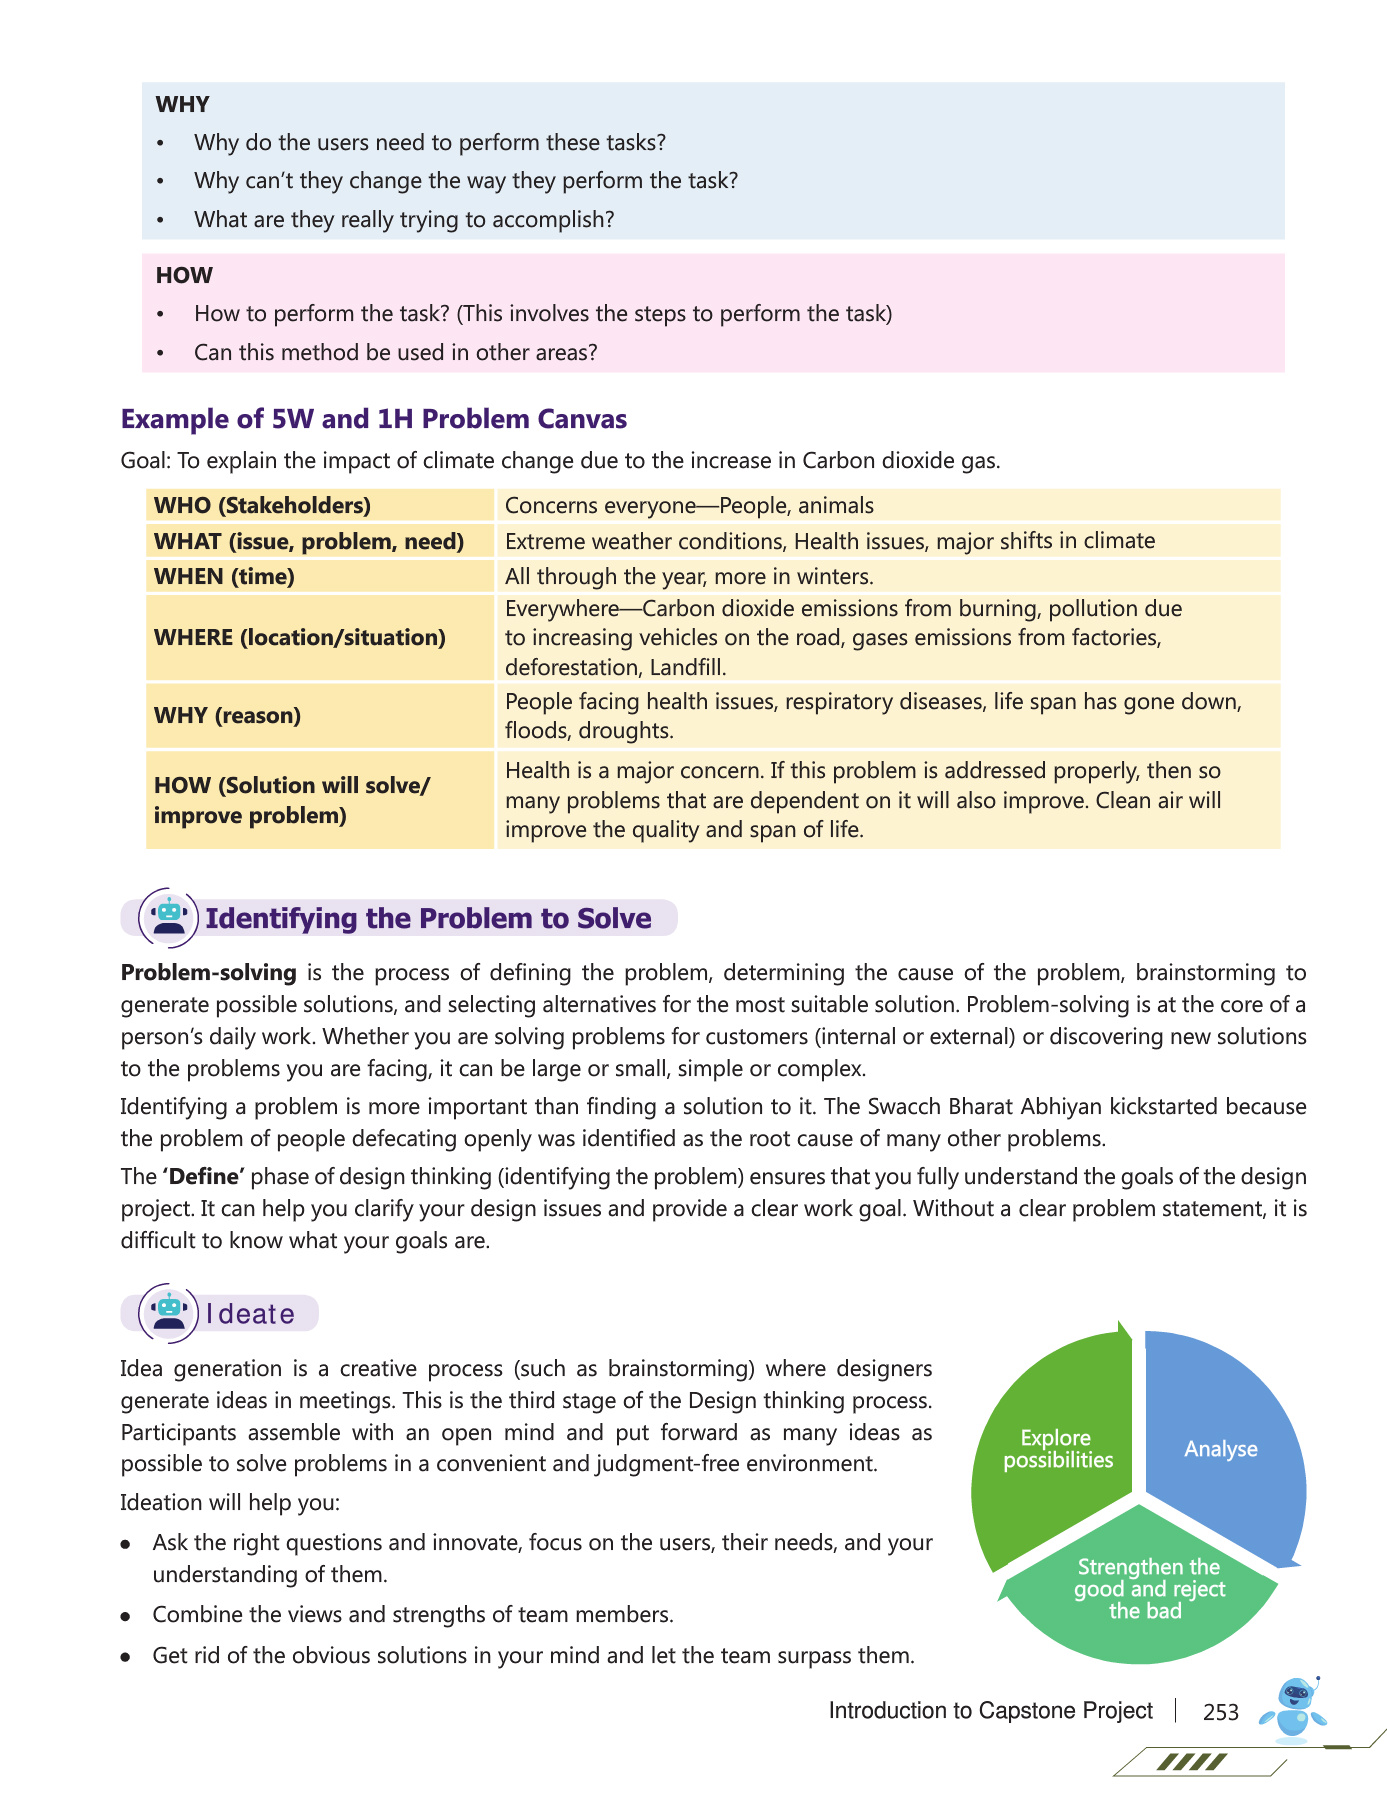 WHY
• Why do the users need to perform these tasks?
• Why can’t they change the way they perform the task?
• What are they really trying to accomplish?
HOW
• How to perform the task? (This involves the steps to perform the task)
• Can this method be used in other areas?
Example of 5W and 1H Problem Canvas
Goal: To explain the impact of climate change due to the increase in Carbon dioxide gas.
WHO (Stakeholders)
Concerns everyone—People, animals
WHAT (issue, problem, need)
Extreme weather conditions, Health issues, major shifts in climate
WHEN (time)
All through the year, more in winters.
WHERE (location/situation)
Everywhere—Carbon dioxide emissions from burning, pollution due
to increasing vehicles on the road, gases emissions from factories,
deforestation, Landfill.
WHY (reason)
People facing health issues, respiratory diseases, life span has gone down,
floods, droughts.
HOW (Solution will solve/
improve problem)
Health is a major concern. If this problem is addressed properly, then so
many problems that are dependent on it will also improve. Clean air will
improve the quality and span of life.
Identifying the Problem to Solve
Problem-solving is the process of defining the problem, determining the cause of the problem, brainstorming to
generate possible solutions, and selecting alternatives for the most suitable solution. Problem-solving is at the core of a
person’s daily work. Whether you are solving problems for customers (internal or external) or discovering new solutions
to the problems you are facing, it can be large or small, simple or complex.
Identifying a problem is more important than finding a solution to it. The Swacch Bharat Abhiyan kickstarted because
the problem of people defecating openly was identified as the root cause of many other problems.
The ‘Define’ phase of design thinking (identifying the problem) ensures that you fully understand the goals of the design
project. It can help you clarify your design issues and provide a clear work goal. Without a clear problem statement, it is
difficult to know what your goals are.
Ideate
Idea generation is a creative process (such as brainstorming) where designers
generate ideas in meetings. This is the third stage of the Design thinking process.
Participants assemble with an open mind and put forward as many ideas as
possible to solve problems in a convenient and judgment-free environment.
Ideation will help you:
• Ask the right questions and innovate, focus on the users, their needs, and your
understanding of them.
• Combine the views and strengths of team members.
• Get rid of the obvious solutions in your mind and let the team surpass them.
Explore
possibilities
Analyse
Strengthen the
good and reject
the bad
Introduction to Capstone Project
253